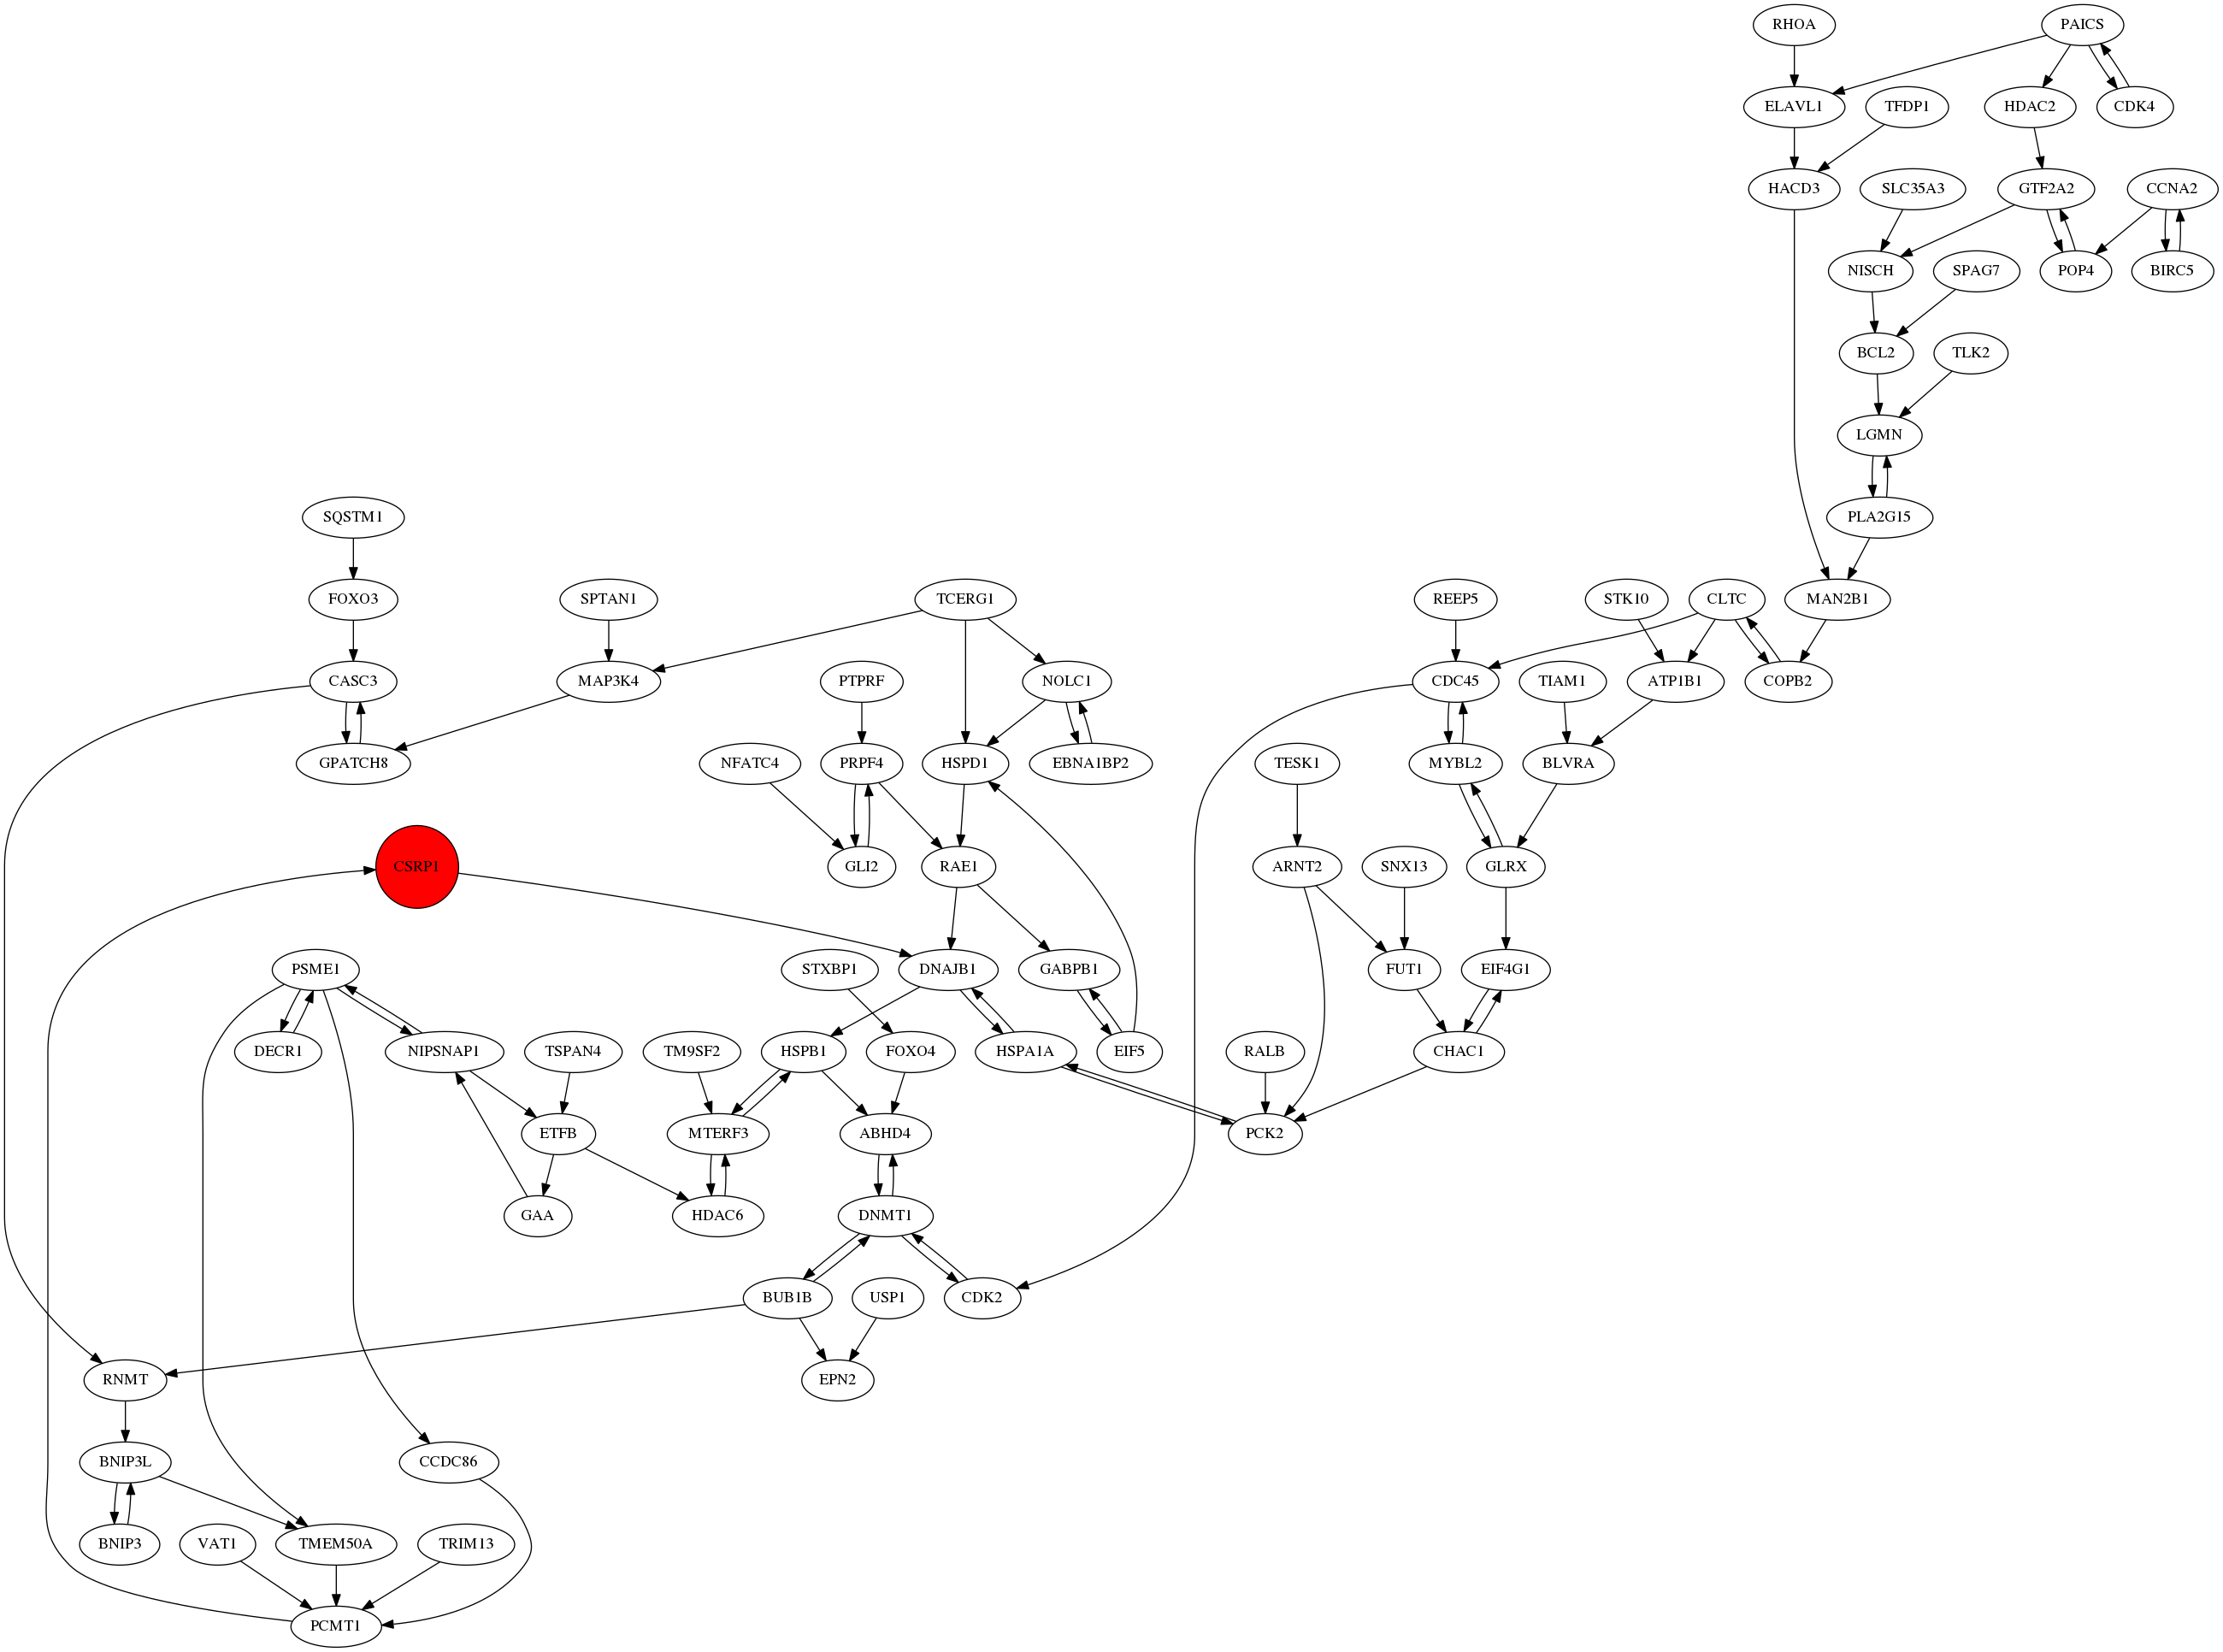 RHOA
PAICS
ELAVL1
TFDP1
HDAC2
CDK4
HACD3
SLC35A3
GTF2A2
CCNA2
NISCH
SPAG7
POP4
BIRC5
BCL2
TLK2
LGMN
SQSTM1
PLA2G15
FOXO3
SPTAN1
TCERG1
REEP5
STK10
CLTC
MAN2B1
CASC3
MAP3K4
PTPRF
NOLC1
CDC45
TIAM1
ATP1B1
COPB2
GPATCH8
NFATC4
PRPF4
HSPD1
EBNA1BP2
TESK1
MYBL2
BLVRA
CSRP1
GLI2
RAE1
ARNT2
SNX13
GLRX
PSME1
STXBP1
DNAJB1
GABPB1
FUT1
EIF4G1
DECR1
NIPSNAP1
TSPAN4
TM9SF2
HSPB1
FOXO4
HSPA1A
EIF5
RALB
CHAC1
ETFB
MTERF3
ABHD4
PCK2
GAA
HDAC6
DNMT1
BUB1B
USP1
CDK2
RNMT
EPN2
BNIP3L
CCDC86
BNIP3
VAT1
TMEM50A
TRIM13
PCMT1